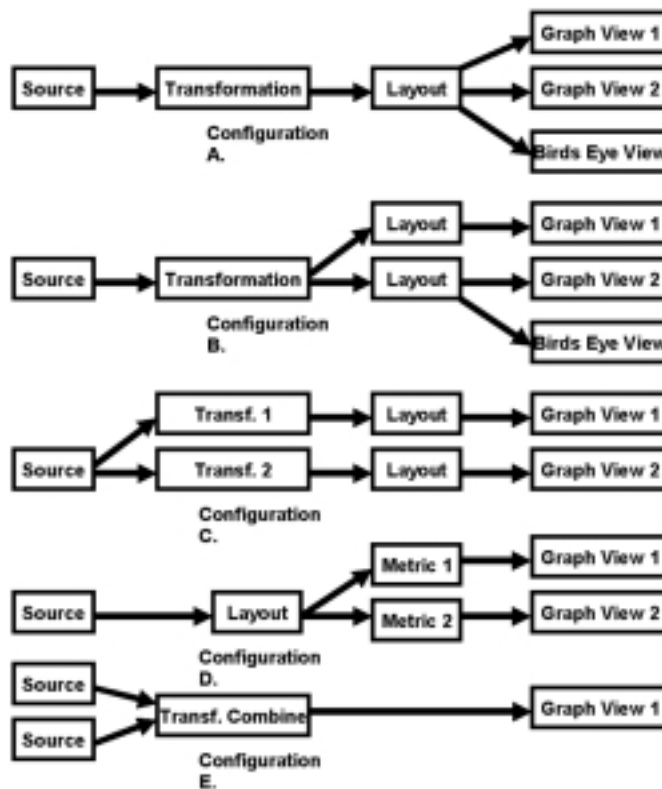 Graph View 1
Source Transformation Layout Graph View 2
Configuration
A.
Birds Eye View
Layout Graph View 1
Source Transformation Layout Graph View 2
Configuration
B.
Birds Eye View
Transf. 1 Layout Graph View 1
Source Transf. 2 Layout Graph View 2
Configuration
C.
Metric 1 Graph View 1
Source Layout Metric 2 Graph View 2
Configuration
D.
Source
Transf. Combine Graph View 1
Source
Configuration
E.